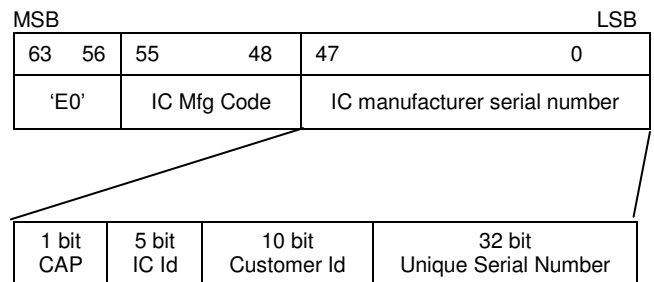 MSB LSB
63 56 55 48 47 0
‘E0’ IC Mfg Code IC manufacturer serial number
1 bit 5 bit 10 bit 32 bit
CAP IC Id Customer Id Unique Serial Number